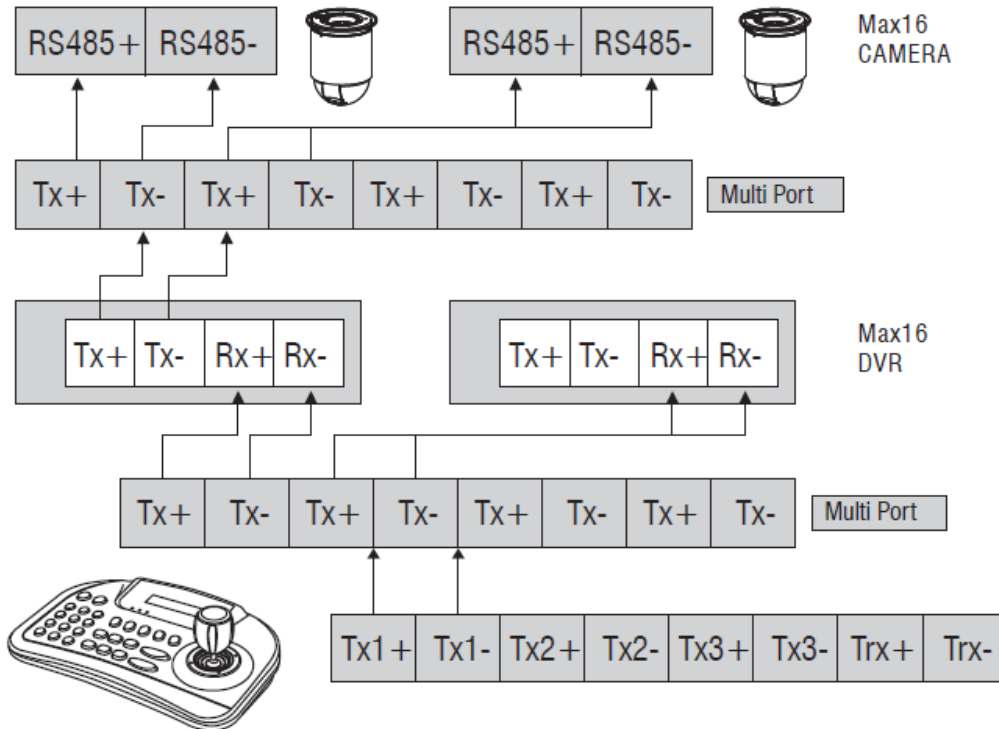 RS485+ RS485- RS485+ RS485- Max16
CAMERA
Tx+ Tx- Tx+ Tx- Tx+ Tx- Tx+ Tx- Multi Port
Tx+ Tx- Rx+ Rx- Tx+ Tx- Rx+ Rx- Max16
DVR
Tx+ Tx- Tx+ Tx- Tx+ Tx- Tx+ Tx- Multi Port
Tx1+ Tx1- Tx2+ Tx2- Tx3+ Tx3- Trx+ Trx-